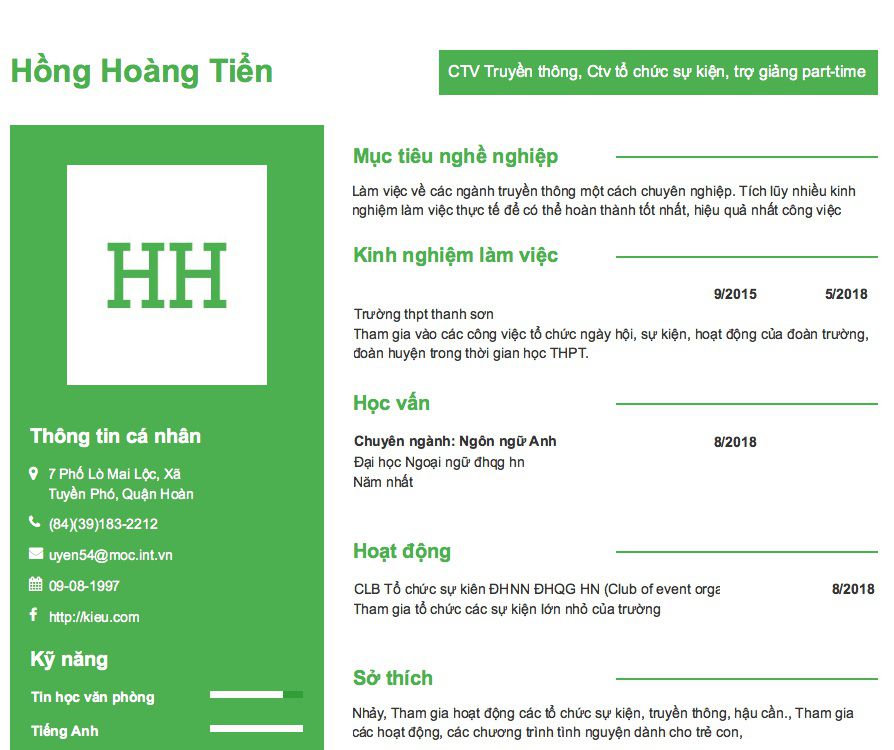 Hồng Hoàng Tiển
CTV Truyền thông, Ctv tổ chức sự kiện, trợ giảng part-time
HH
Thông tin cá nhân
7 Phố Lò Mai Lộc, Xã
Tuyền Phó, Quận Hoàn
(84)(39)183-2212
uyen54@moc.int.vn
09-08-1997
http://kieu.com
Kỹ năng
Tin học văn phòng
Tiếng Anh
Mục tiêu nghề nghiệp
Làm việc về các ngành truyền thông một cách chuyên nghiệp. Tích lũy nhiều kinh
nghiệm làm việc thực tế để có thể hoàn thành tốt nhất, hiệu quả nhất công việc
Kinh nghiệm làm việc
9/2015 5/2018
Trường thpt thanh sơn
Tham gia vào các công việc tổ chức ngày hội, sự kiện, hoạt động của đoàn trường,
đoàn huyện trong thời gian học THPT.
Học vấn
Chuyên ngành: Ngôn ngữ Anh 8/2018
Đại học Ngoại ngữ đhqg hn
Năm nhất
Hoạt động
CLB Tổ chức sự kiên ĐHNN ĐHQG HN (Club of event orga 8/2018
Tham gia tổ chức các sự kiện lớn nhỏ của trường
Sở thích
Nhảy, Tham gia hoạt động các tổ chức sự kiện, truyền thông, hậu cần., Tham gia
các hoạt động, các chương trình tình nguyện dành cho trẻ con,